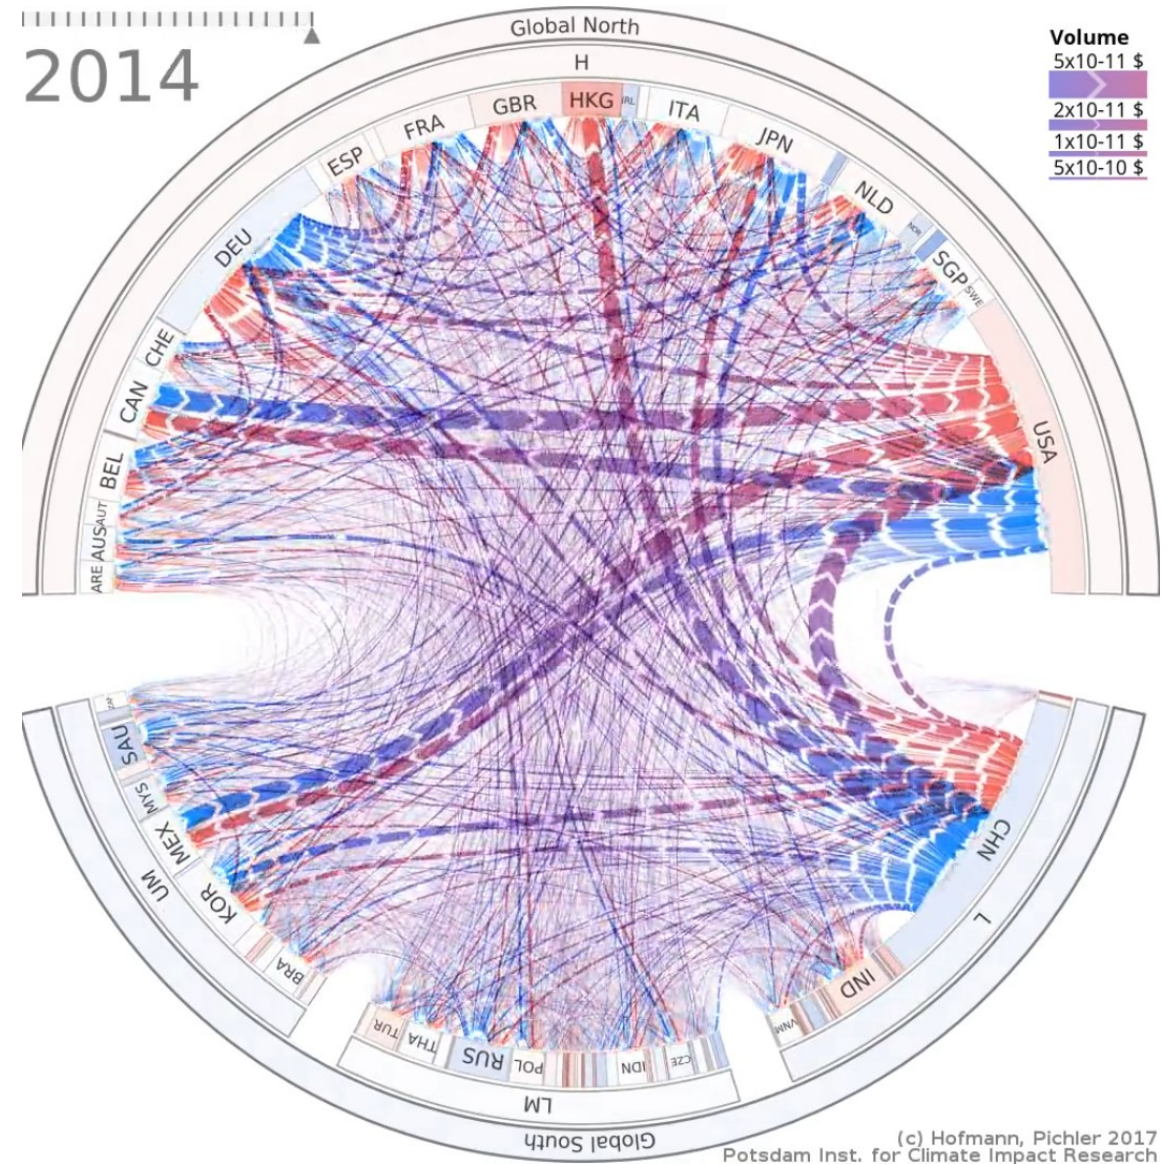 2014
Volume
5x10-11 $
2x10-11 $
1x10-11 $
5x10-10 $
Global North
H
ARE
AUS
AUT
BEL
CAN
CHE
DEU
ESP
FRA
GBR
HKG
IRL
ITA
JPN
NLD
NOR
SGP
SWE
USA
SAU
MYS
MEX
KOR
BRA
UM
TUR
THA
RUS
POL
IDN
CZE
LM
VNM
IND
CHN
L
Global South
(c) Hofmann, Pichler 2017
Potsdam Inst. for Climate Impact Research